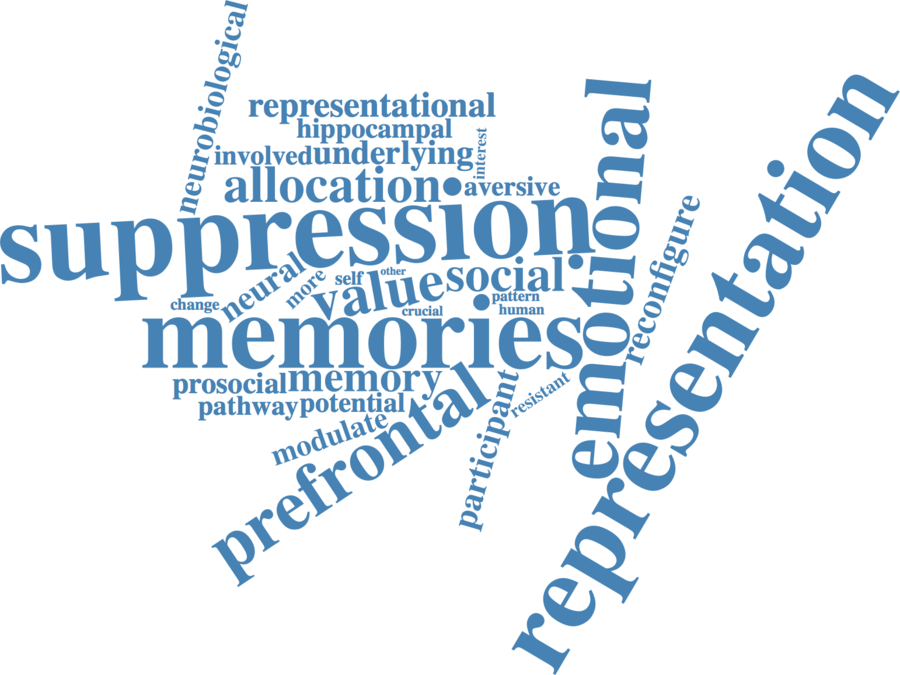 neurobiological
representational
hippocampal
involved underlying interest
allocation • aversive
suppression
emotional
representation
reconfigure
neural more self other value social
change crucial pattern human
memories
prosocial memory
pathway potential
modulate
prefrontal
participant
resistant